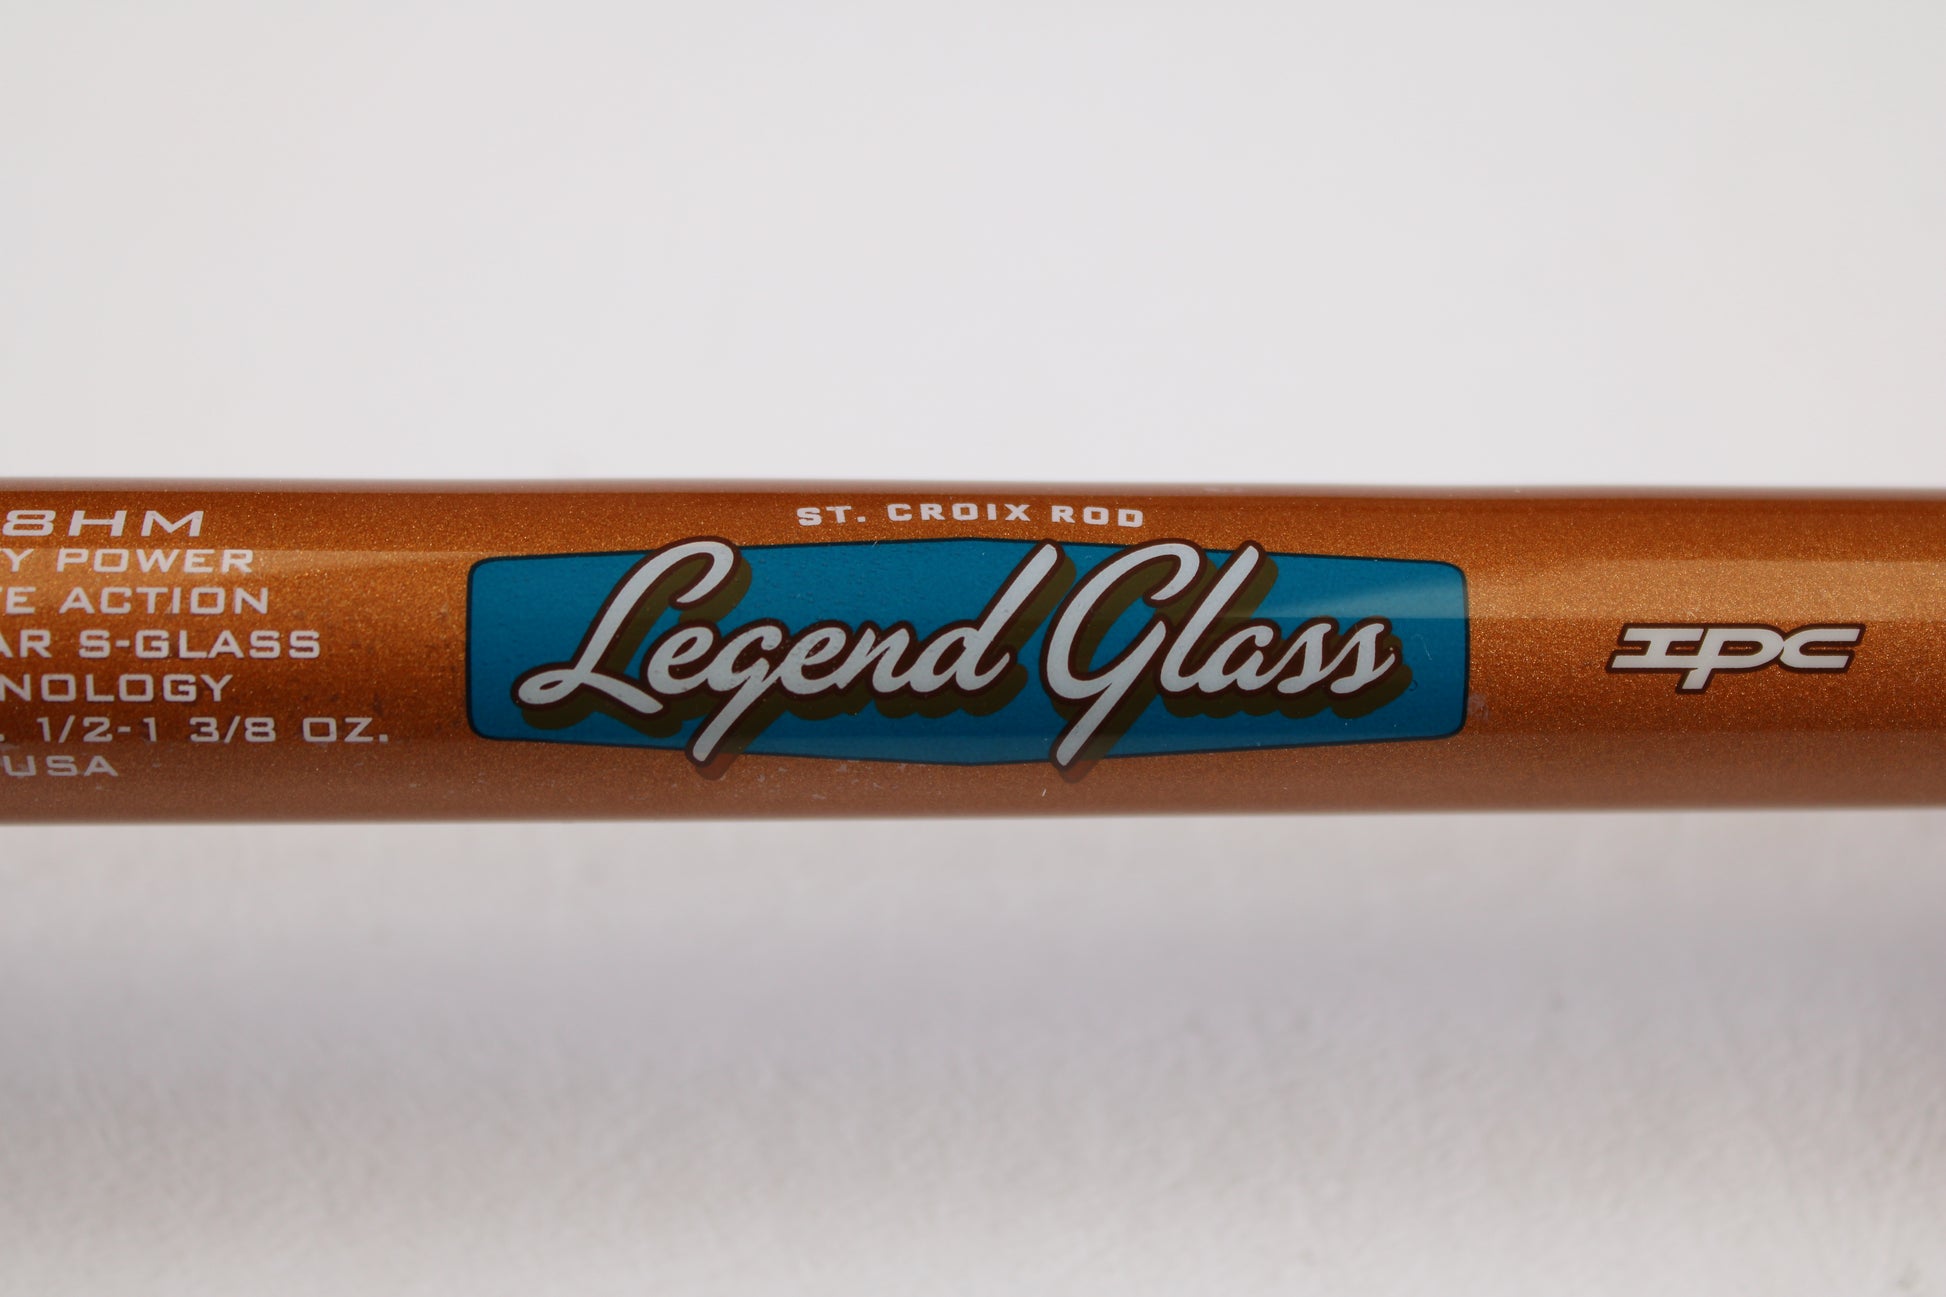 8HM
Y POWER
E ACTION
AR S-GLASS
NOLOGY
. 1/2-1 3/8 OZ.
USA
ST. CROIX ROD
Legend Glass
IPC